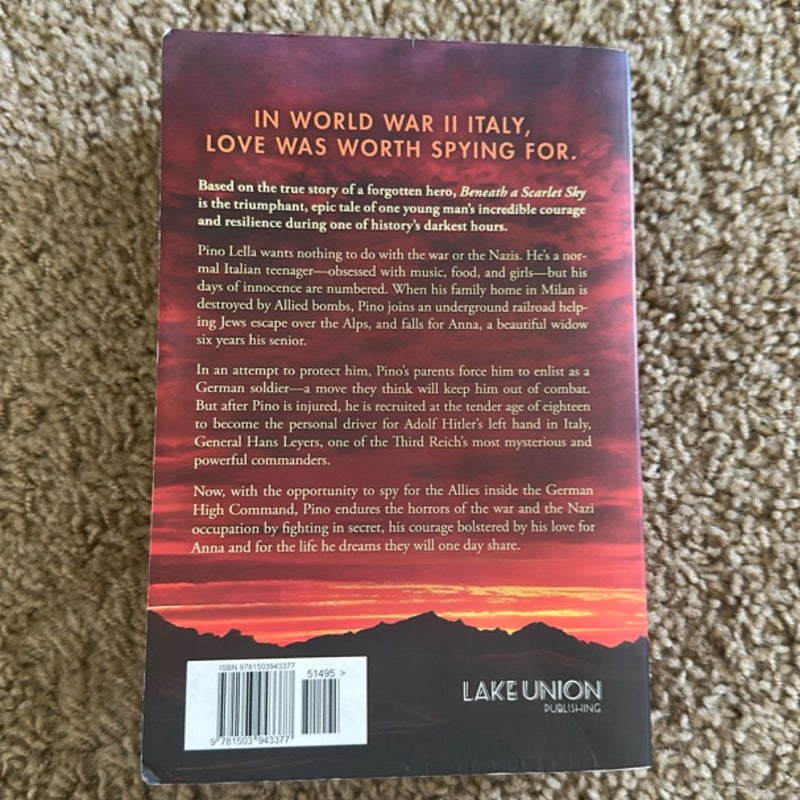 IN WORLD WAR II ITALY,
LOVE WAS WORTH SPYING FOR.
Based on the true story of a forgotten hero, Beneath a Scarlet Sky
is the triumphant, epic tale of one young man's incredible courage
and resilience during one of history's darkest hours.
Pino Lella wants nothing to do with the war or the Nazis. He's a nor-
mal Italian teenager—obsessed with music, food, and girls—but his
days of innocence are numbered. When his family home in Milan is
destroyed by Allied bombs, Pino joins an underground railroad help-
ing Jews escape over the Alps, and falls for Anna, a beautiful widow
six years his senior.
In an attempt to protect him, Pino's parents force him to enlist as a
German soldier—a move they think will keep him out of combat.
But after Pino is injured, he is recruited at the tender age of eighteen
to become the personal driver for Adolf Hitler's left hand in Italy,
General Hans Leyers, one of the Third Reich's most mysterious and
powerful commanders.
Now, with the opportunity to spy for the Allies inside the German
High Command, Pino endures the horrors of the war and the Nazi
occupation by fighting in secret, his courage bolstered by his love for
Anna and for the life he dreams they will one day share.
ISBN 9781503943377
51495 >
9 781503 943377
LAKE UNION
PUBLISHING